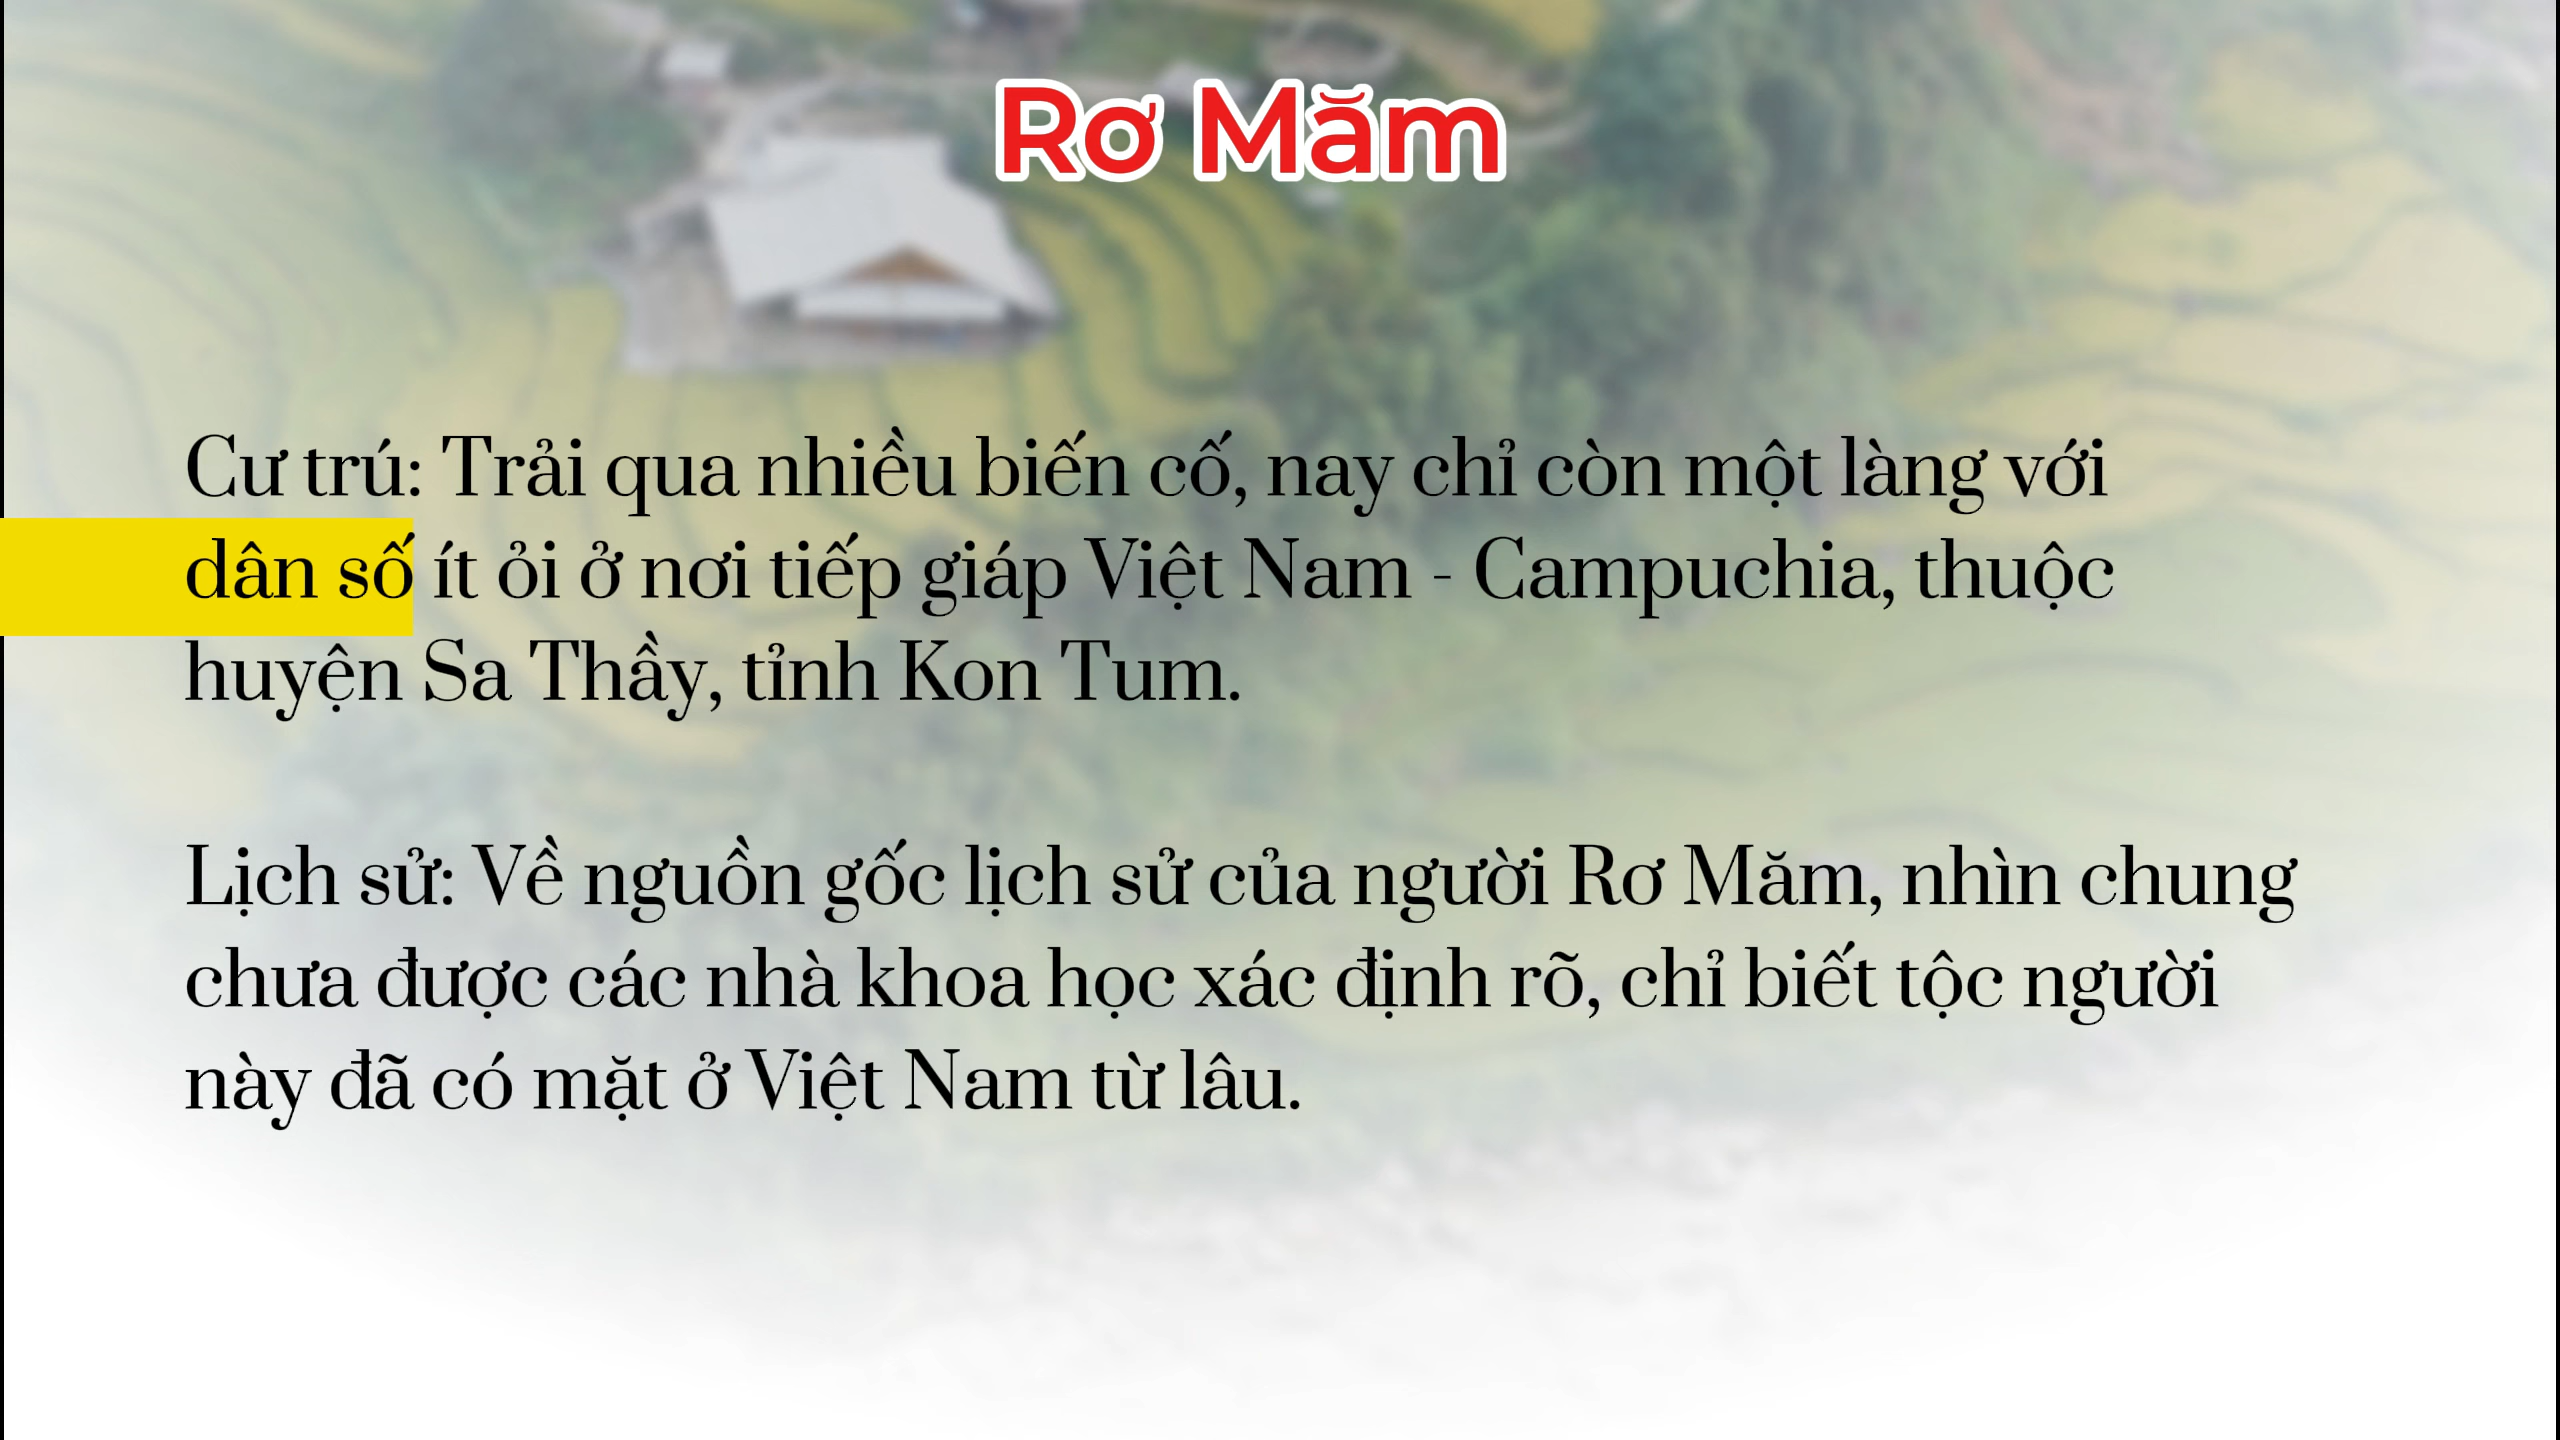 Rơ Măm
Cư trú: Trải qua nhiều biến cố, nay chỉ còn một làng với
dân số ít ỏi ở nơi tiếp giáp Việt Nam - Campuchia, thuộc
huyện Sa Thầy, tỉnh Kon Tum.
Lịch sử: Về nguồn gốc lịch sử của người Rơ Măm, nhìn chung
chưa được các nhà khoa học xác định rõ, chỉ biết tộc người
này đã có mặt ở Việt Nam từ lâu.